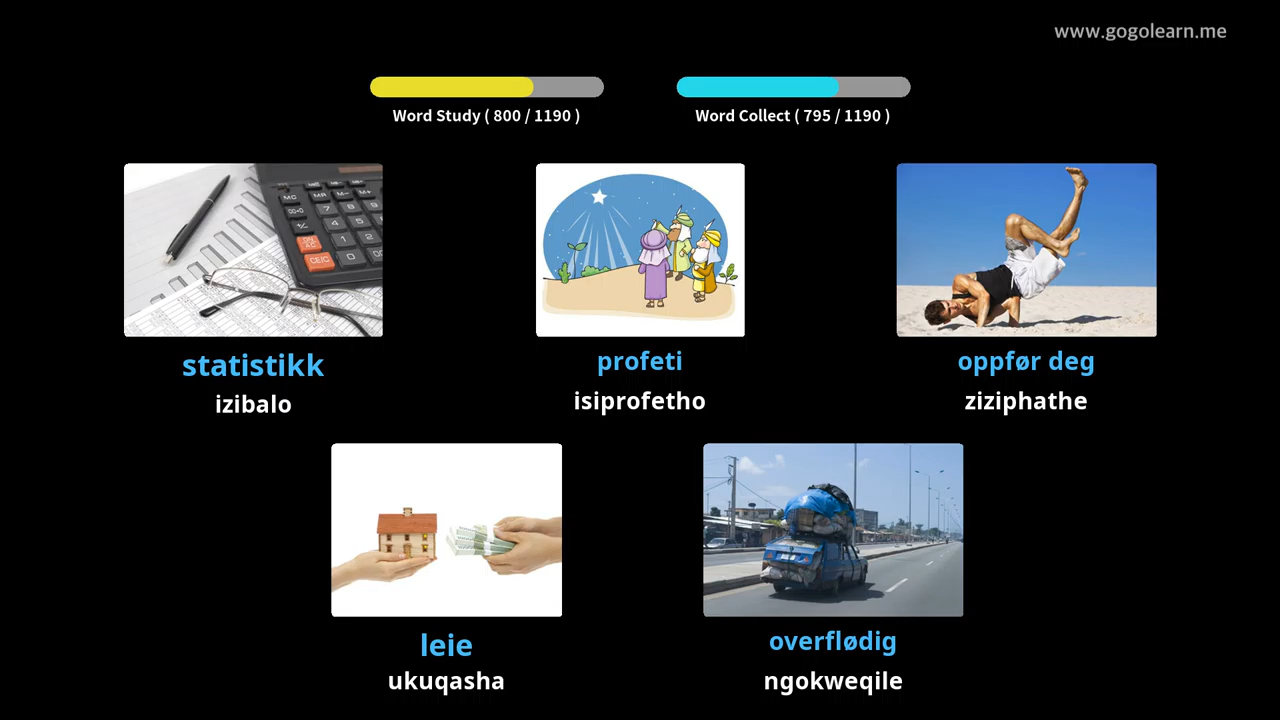 www.gogolearn.me
Word Study ( 800 / 1190 )
Word Collect ( 795 / 1190 )
statistikk
izibalo
profeti
isiprofetho
oppfør deg
ziziphathe
leie
ukuqasha
overflødig
ngokweqile